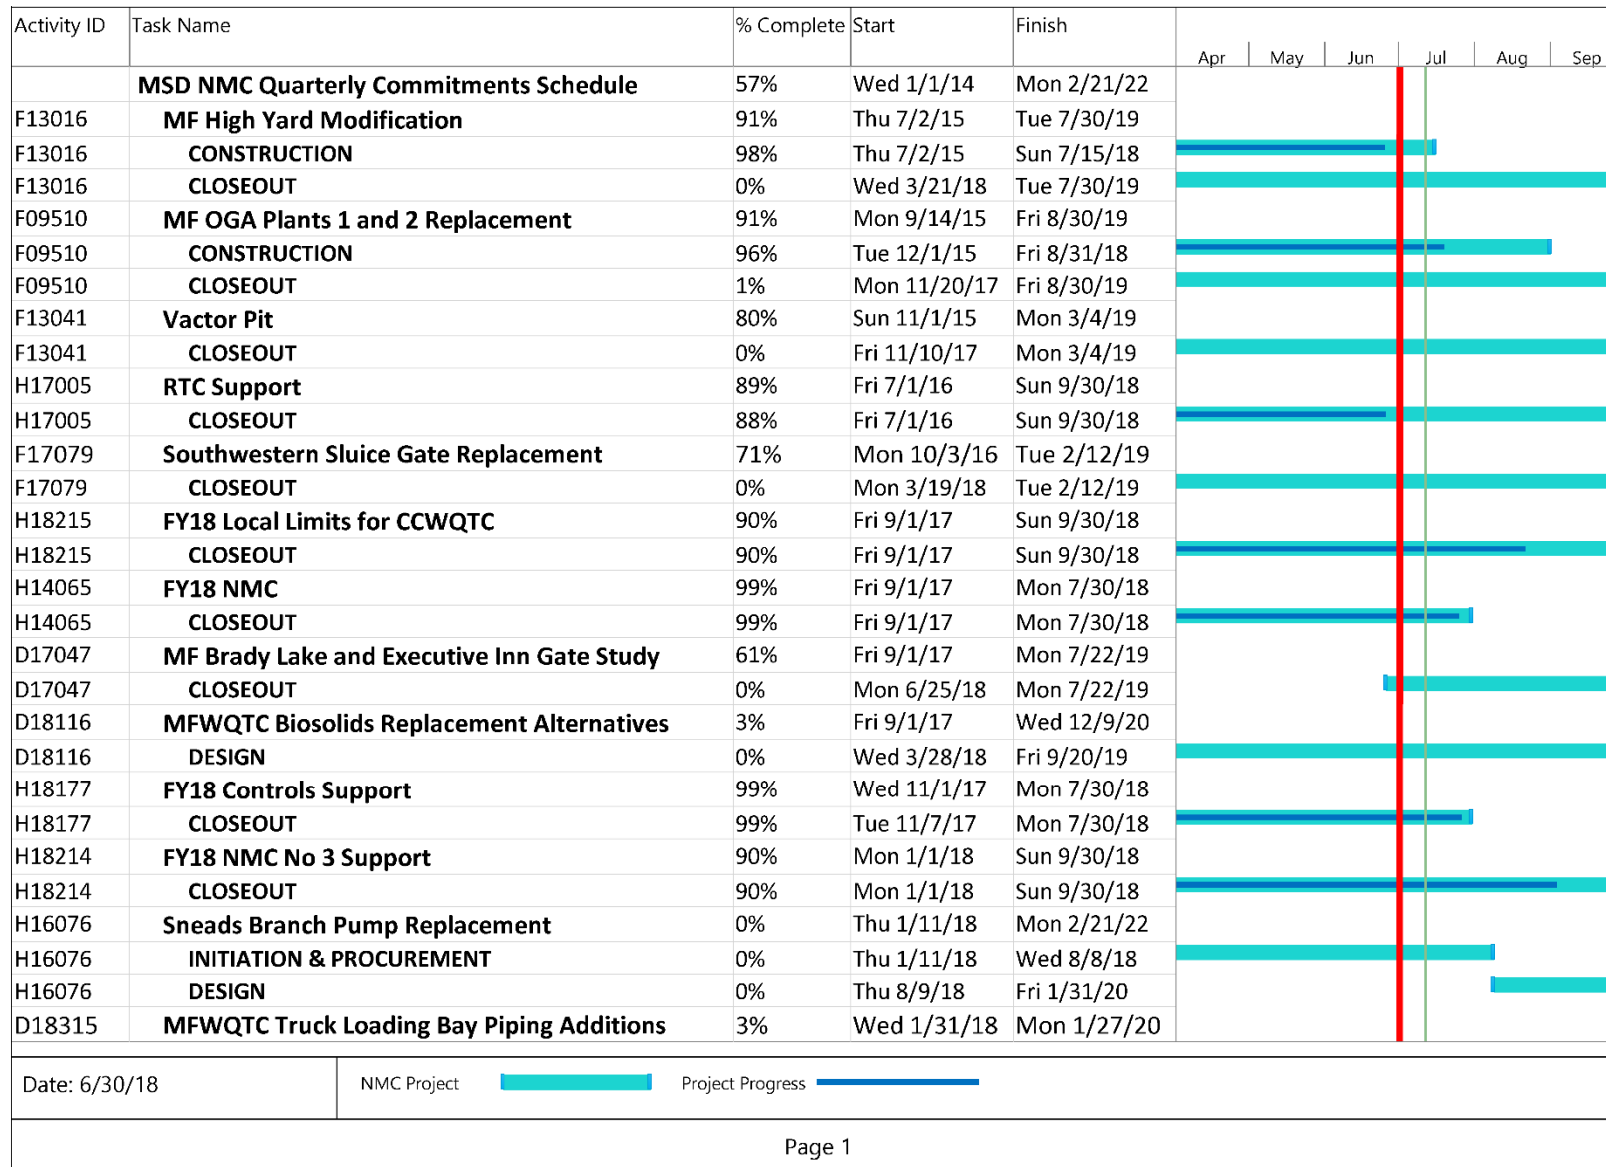 Activity ID Task Name % Complete Start Finish
Apr May Jun Jul Aug Sep
MSD NMC Quarterly Commitments Schedule 57% Wed 1/1/14 Mon 2/21/22
F13016 MF High Yard Modification 91% Thu 7/2/15 Tue 7/30/19
F13016 CONSTRUCTION 98% Thu 7/2/15 Sun 7/15/18
F13016 CLOSEOUT 0% Wed 3/21/18 Tue 7/30/19
F09510 MF OGA Plants 1 and 2 Replacement 91% Mon 9/14/15 Fri 8/30/19
F09510 CONSTRUCTION 96% Tue 12/1/15 Fri 8/31/18
F09510 CLOSEOUT 1% Mon 11/20/17 Fri 8/30/19
F13041 Vactor Pit 80% Sun 11/1/15 Mon 3/4/19
F13041 CLOSEOUT 0% Fri 11/10/17 Mon 3/4/19
H17005 RTC Support 89% Fri 7/1/16 Sun 9/30/18
H17005 CLOSEOUT 88% Fri 7/1/16 Sun 9/30/18
F17079 Southwestern Sluice Gate Replacement 71% Mon 10/3/16 Tue 2/12/19
F17079 CLOSEOUT 0% Mon 3/19/18 Tue 2/12/19
H18215 FY18 Local Limits for CCWQTC 90% Fri 9/1/17 Sun 9/30/18
H18215 CLOSEOUT 90% Fri 9/1/17 Sun 9/30/18
H14065 FY18 NMC 99% Fri 9/1/17 Mon 7/30/18
H14065 CLOSEOUT 99% Fri 9/1/17 Mon 7/30/18
D17047 MF Brady Lake and Executive Inn Gate Study 61% Fri 9/1/17 Mon 7/22/19
D17047 CLOSEOUT 0% Mon 6/25/18 Mon 7/22/19
D18116 MFWQTC Biosolids Replacement Alternatives 3% Fri 9/1/17 Wed 12/9/20
D18116 DESIGN 0% Wed 3/28/18 Fri 9/20/19
H18177 FY18 Controls Support 99% Wed 11/1/17 Mon 7/30/18
H18177 CLOSEOUT 99% Tue 11/7/17 Mon 7/30/18
H18214 FY18 NMC No 3 Support 90% Mon 1/1/18 Sun 9/30/18
H18214 CLOSEOUT 90% Mon 1/1/18 Sun 9/30/18
H16076 Sneads Branch Pump Replacement 0% Thu 1/11/18 Mon 2/21/22
H16076 INITIATION & PROCUREMENT 0% Thu 1/11/18 Wed 8/8/18
H16076 DESIGN 0% Thu 8/9/18 Fri 1/31/20
D18315 MFWQTC Truck Loading Bay Piping Additions 3% Wed 1/31/18 Mon 1/27/20
Date: 6/30/18 NMC Project Project Progress
Page 1